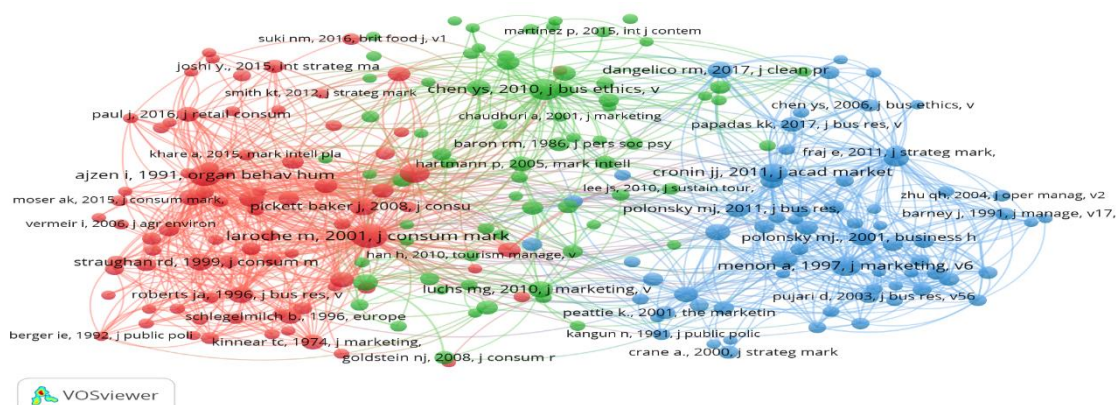 martinez p, 2015, int j contem
suki nm, 2016, brit food j, v1
joshi y., 2015, int strateg ma
dangelico rm, 2017, j clean pr
chen ys, 2010, j bus ethics, v
smith kt, 2012, j strateg mark
chen ys, 2006, j bus ethics, v
paul j, 2016, j retail consum
chaudhuri a, 2001, j marketing
papadas kk, 2017, j bus res, v
baron rm, 1986, j pers soc psy
khare a, 2015, mark intell pla
fraj e, 2011, j strateg mark,
hartmann p, 2005, mark intell
cronin jj, 2011, j acad market
ajzen i, 1991, organ behav hum
lee js, 2010, j sustain tour,
zhu qh, 2004, j oper manag, v2
moser ak, 2015, j consum mark,
pickett-baker j, 2008, j consu
polonsky mj, 2011, j bus res,
barney j, 1991, j manage, v17,
vermeir i, 2006, j agr environ
laroche m, 2001, j consum mark
polonsky mj., 2001, business h
han h, 2010, tourism manage, v
straughan rd, 1999, j consum m
menon a, 1997, j marketing, v6
luchs mg, 2010, j marketing, v
roberts ja, 1996, j bus res, v
pujari d, 2003, j bus res, v56
peattie k., 2001, the marketin
schlegelmilch b., 1996, europe
berger ie, 1992, j public poli
kangun n, 1991, j public polic
kinnear tc, 1974, j marketing,
crane a., 2000, j strateg mark
goldstein nj, 2008, j consum r
VOSviewer